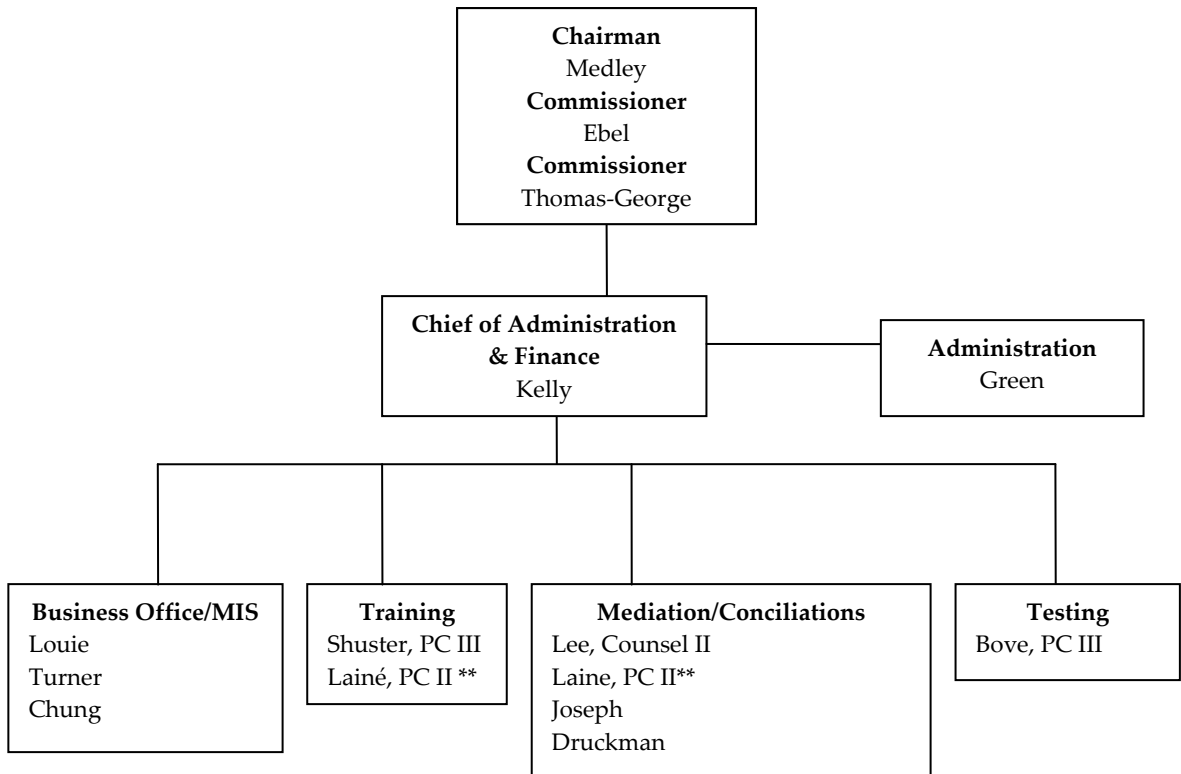 Chairman
Medley
Commissioner
Ebel
Commissioner
Thomas-George
Chief of Administration
& Finance
Kelly
Administration
Green
Business Office/MIS
Louie
Turner
Chung
Training
Shuster, PC III
Lainé, PC II **
Mediation/Conciliations
Lee, Counsel II
Laine, PC II**
Joseph
Druckman
Testing
Bove, PC III